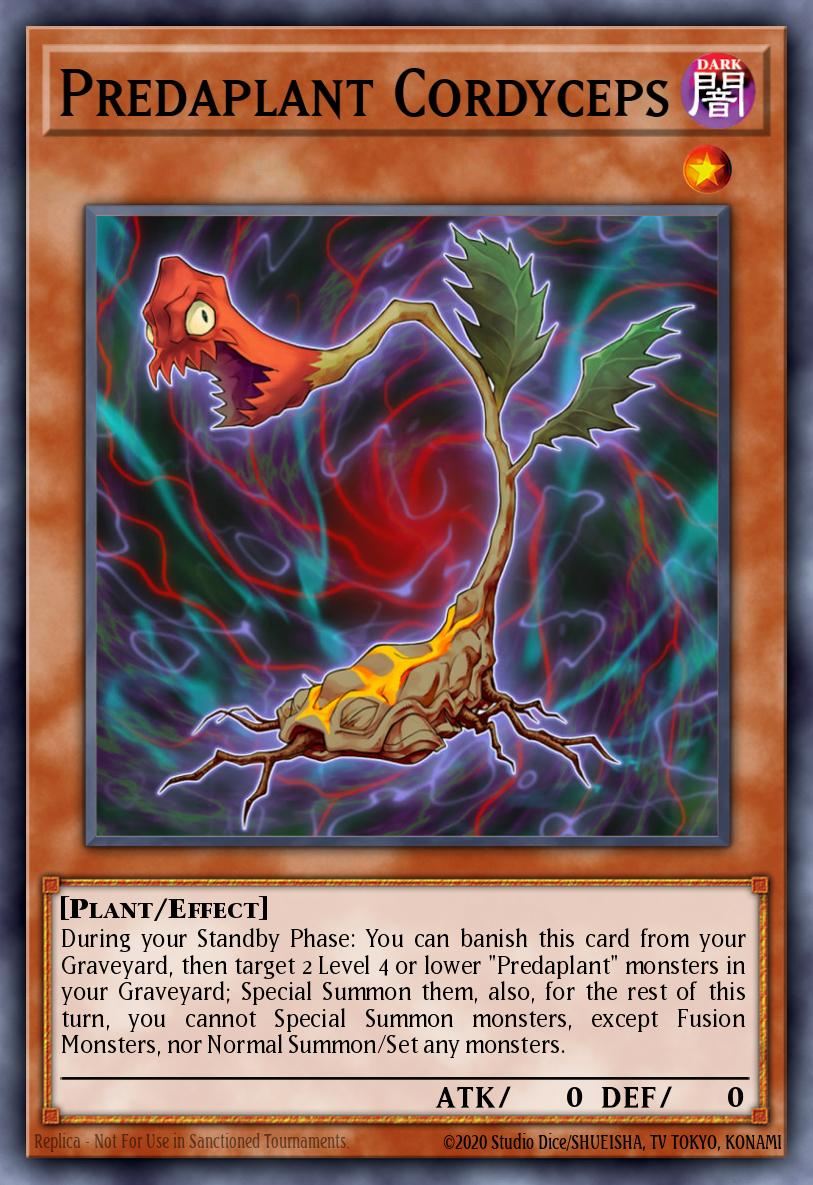 Predaplant Cordyceps
DARK
闇
[Plant/Effect]
During your Standby Phase: You can banish this card from your
Graveyard, then target 2 Level 4 or lower "Predaplant" monsters in
your Graveyard; Special Summon them, also, for the rest of this
turn, you cannot Special Summon monsters, except Fusion
Monsters, nor Normal Summon/Set any monsters.
ATK/ 0 DEF/ 0
Replica - Not For Use in Sanctioned Tournaments.
©2020 Studio Dice/SHUEISHA, TV TOKYO, KONAMI